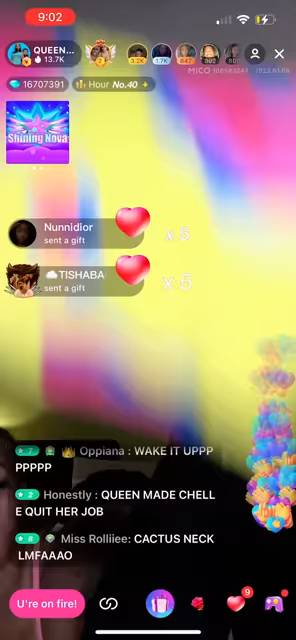 9:02
QUEEN...
13.7K
3.2K
1.7K
847
802
MICO
16707391
Hour No.40
Shining Nova
Nunnidior
sent a gift
x 5
TISHABA
sent a gift
x 5
7 Oppiana : WAKE IT UPPP
PPPPP
2 Honestly : QUEEN MADE CHELL
E QUIT HER JOB
8 Miss Rolliiee: CACTUS NECK
LMFAAAO
U're on fire!
9